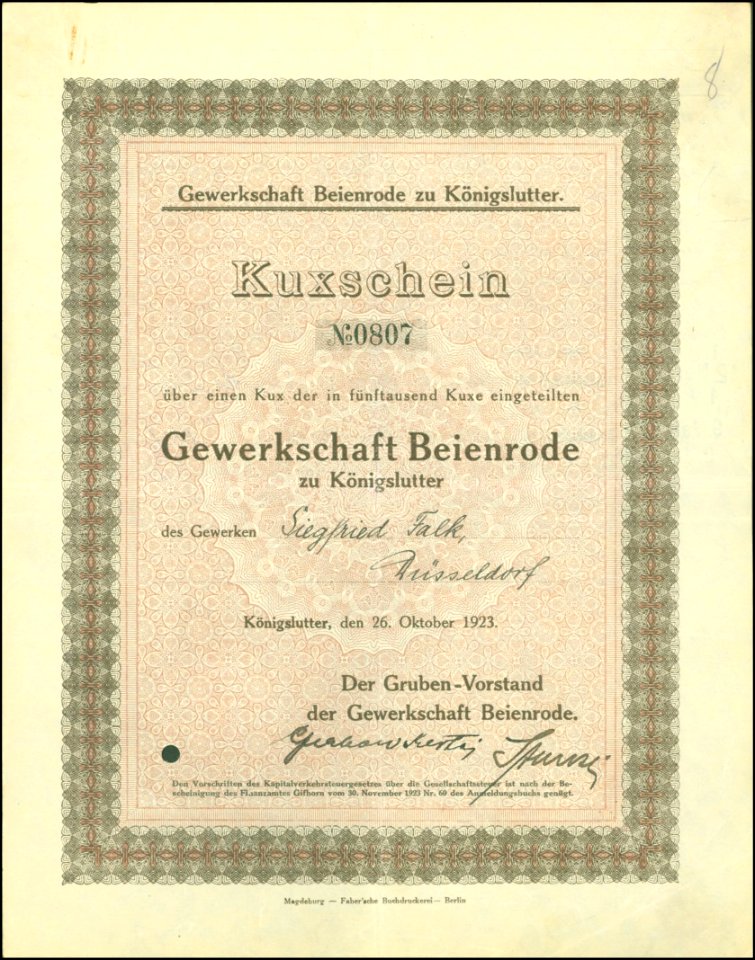 8
Gewerkschaft Beienrode zu Königslutter.
Kuxschein
№0807
über einen Kux der in fünftausend Kuxe eingeteilten
Gewerkschaft Beienrode
zu Königslutter
des Gewerken Siegfried Falk,
Düsseldorf
Königslutter, den 26. Oktober 1923.
Der Gruben-Vorstand
der Gewerkschaft Beienrode.
Den Vorschriften des Kapitalverkehrsteuergesetzes über die Gesellschaftssteuer ist nach der Be-
scheinigung des Finanzamtes Gifhorn vom 30. November 1923 Nr. 60 des Anmeldungsbuchs genügt.
Magdeburg — Faber'sche Buchdruckerei — Berlin